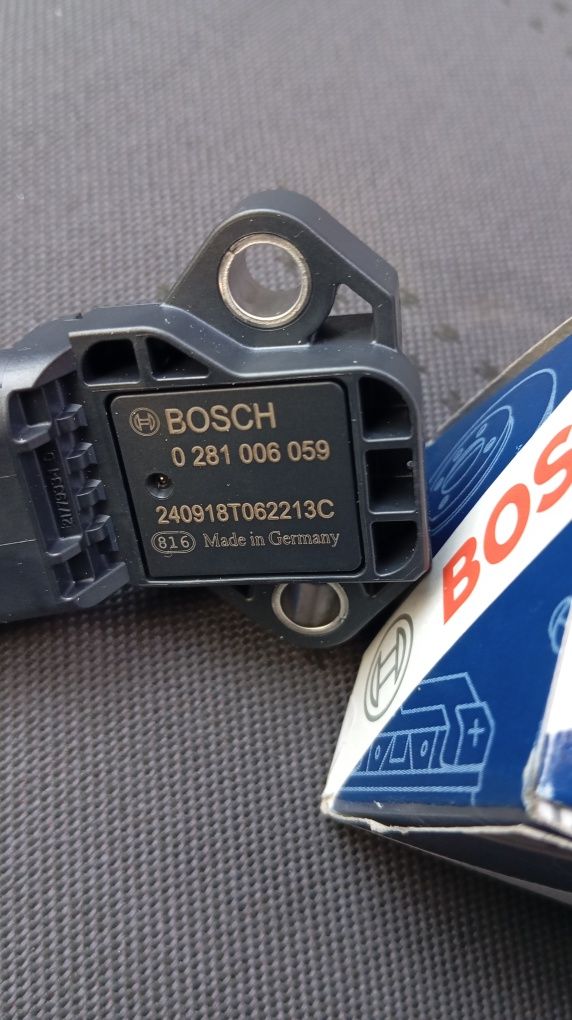 BOSCH
0 281 006 059
240918T062213C
816 Made in Germany
BOS